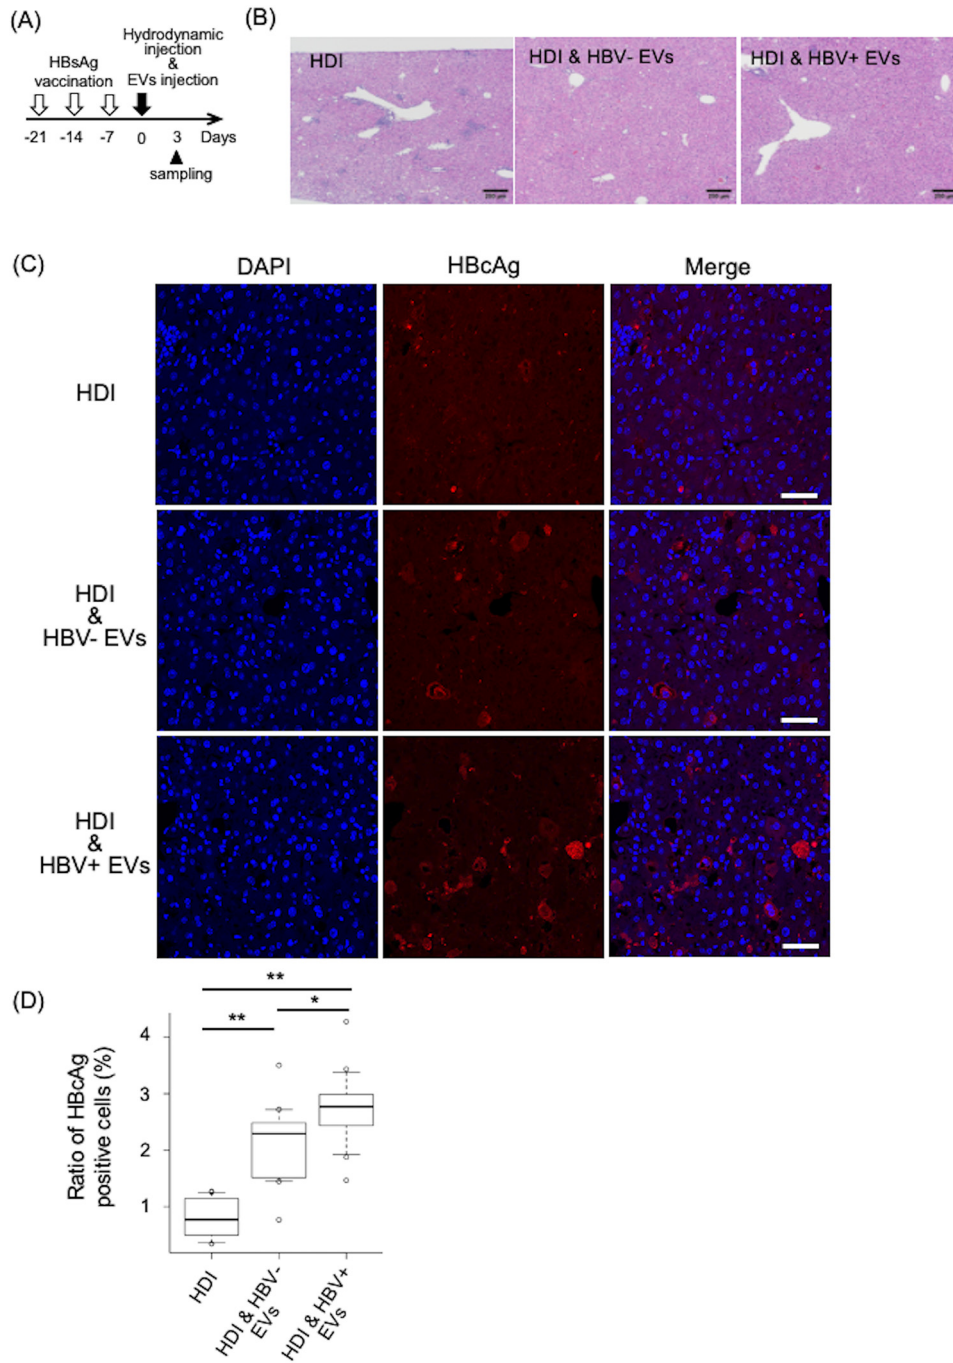 (A)
Hydrodynamic
injection
&
EVs injection
HBsAg
vaccination
-21 -14 -7 0 3 Days
sampling
(B)
HDI
HDI & HBV- EVs
HDI & HBV+ EVs
(C)
DAPI HBcAg Merge
HDI
HDI
&
HBV- EVs
HDI
&
HBV+ EVs
(D)
**
** *
Ratio of HBcAg
positive cells (%)
4
3
2
1
HDI
HDI & HBV-
EVs
HDI & HBV+
EVs